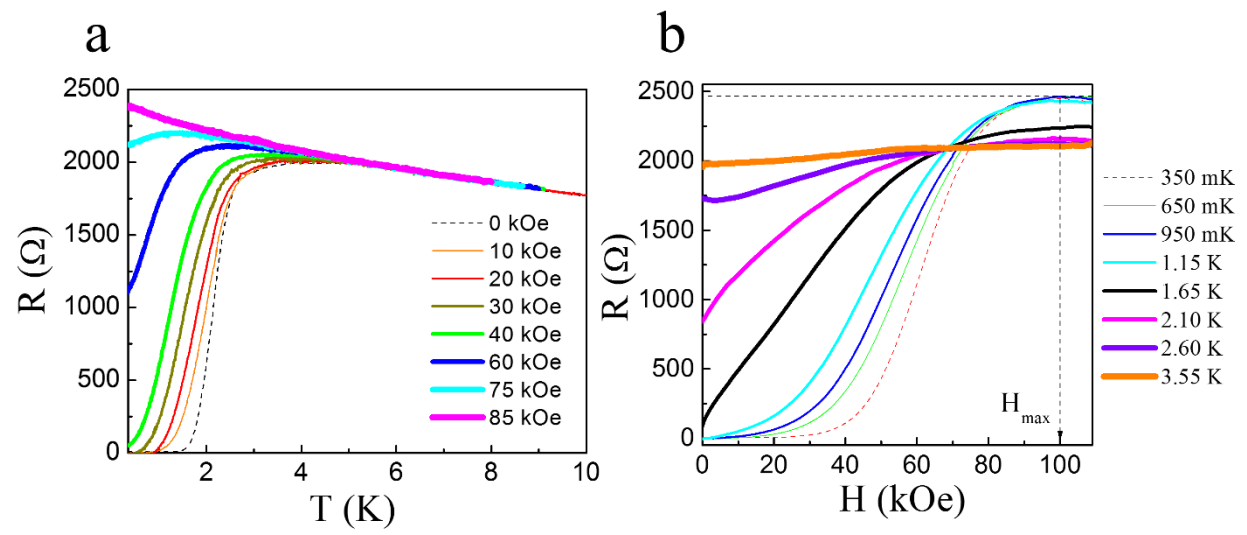 a
2500
2000
1500
1000
500
0
2
4
6
8
10
R (Ω)
T (K)
0 kOe
10 kOe
20 kOe
30 kOe
40 kOe
60 kOe
75 kOe
85 kOe
b
2500
2000
1500
1000
500
0
0
20
40
60
80
100
R (Ω)
H (kOe)
Hmax
350 mK
650 mK
950 mK
1.15 K
1.65 K
2.10 K
2.60 K
3.55 K